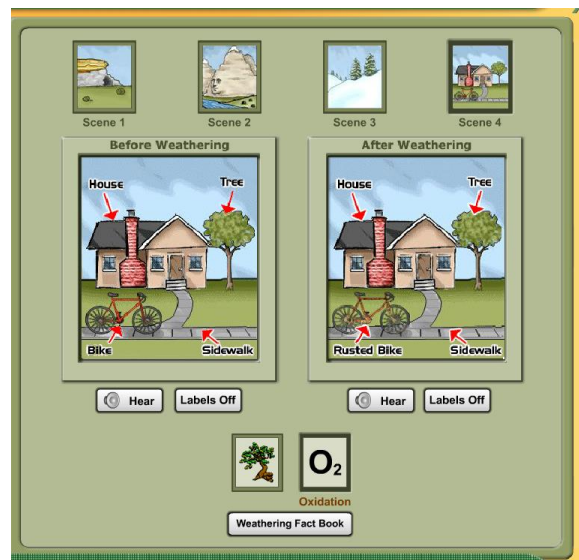 Scene 1
Scene 2
Scene 3
Scene 4
Before Weathering
After Weathering
House
Tree
Bike
Sidewalk
House
Tree
Rusted Bike
Sidewalk
Hear
Labels Off
Hear
Labels Off
O2
Oxidation
Weathering Fact Book